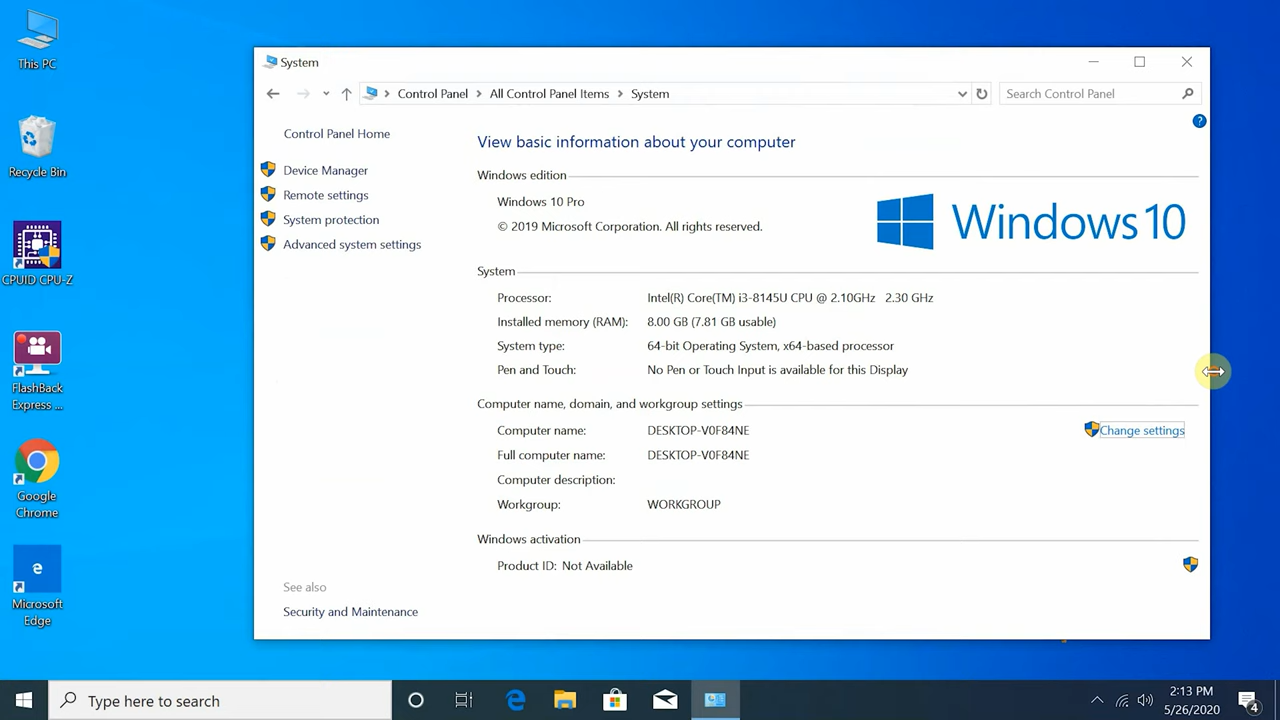 This PC
Recycle Bin
CPUID CPU-Z
FlashBack
Express ...
Google
Chrome
Microsoft
Edge
System
Control Panel
All Control Panel Items
System
Search Control Panel
Control Panel Home
Device Manager
Remote settings
System protection
Advanced system settings
See also
Security and Maintenance
View basic information about your computer
Windows edition
Windows 10 Pro
© 2019 Microsoft Corporation. All rights reserved.
Windows 10
System
Processor: Intel(R) Core(TM) i3-8145U CPU @ 2.10GHz 2.30 GHz
Installed memory (RAM): 8.00 GB (7.81 GB usable)
System type: 64-bit Operating System, x64-based processor
Pen and Touch: No Pen or Touch Input is available for this Display
Computer name, domain, and workgroup settings
Computer name: DESKTOP-V0F84NE
Change settings
Full computer name: DESKTOP-V0F84NE
Computer description:
Workgroup: WORKGROUP
Windows activation
Product ID: Not Available
Type here to search
2:13 PM
5/26/2020
4